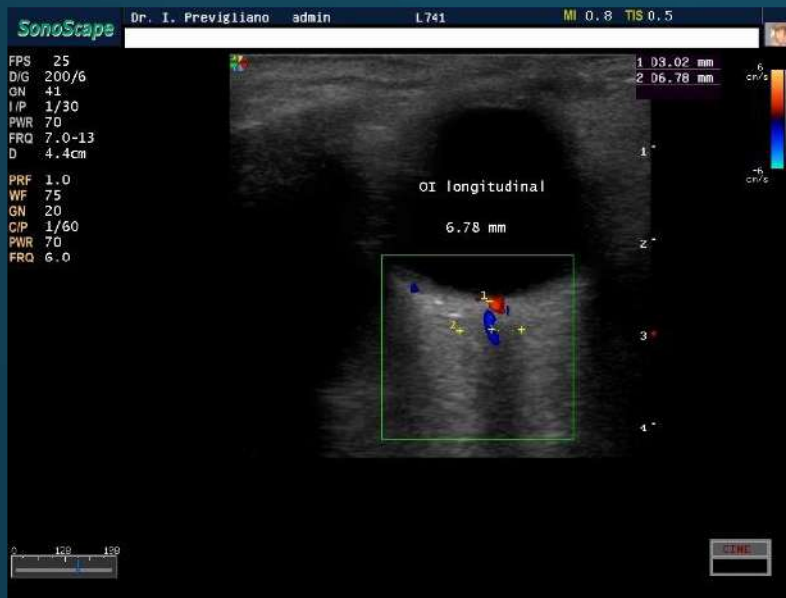 SonoScape
Dr. I. Previgliano admin L741 MI 0.8 TIS 0.5
FPS 25
D/G 200/6
GN 41
I/P 1/30
PWR 70
FRQ 7.0-13
D 4.4cm
PRF 1.0
WF 75
GN 20
C/P 1/60
PWR 70
FRQ 6.0
1 03.02 mm
2 06.78 mm
6
cm/s
-6
cm/s
1
OI longitudinal
6.78 mm
2
1
2
3
4
0 128
CINE